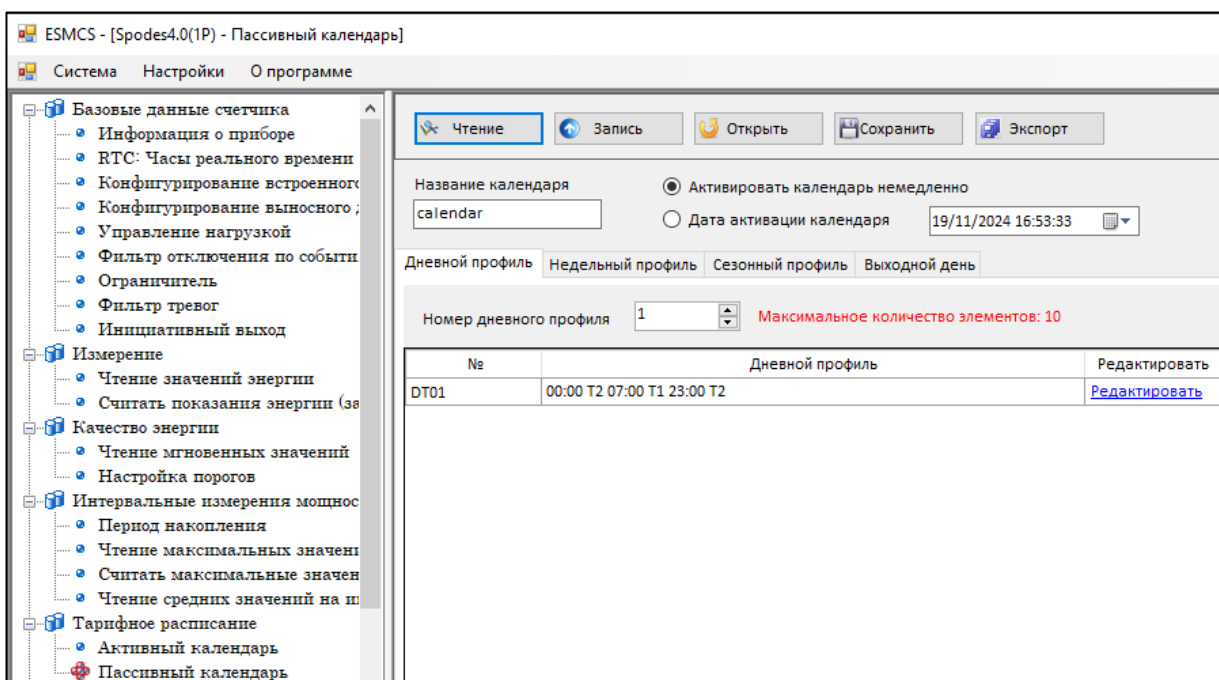 ESMCS - [Spodes4.0(1P) - Пассивный календарь]
Система Настройки О программе
Базовые данные счетчика
Информация о приборе
RTC: Часы реального времени
Конфигурирование встроенного
Конфигурирование выносного
Управление нагрузкой
Фильтр отключения по событи
Ограничитель
Фильтр тревог
Инициативный выход
Измерение
Чтение значений энергии
Считать показания энергии (за
Качество энергии
Чтение мгновенных значений
Настройка порогов
Интервальные измерения мощнос
Период накопления
Чтение максимальных значени
Считать максимальные значен
Чтение средних значений на и
Тарифное расписание
Активный календарь
Пассивный календарь
Чтение Запись Открыть Сохранить Экспорт
Название календаря
calendar
Активировать календарь немедленно
Дата активации календаря 19/11/2024 16:53:33
Дневной профиль Недельный профиль Сезонный профиль Выходной день
Номер дневного профиля 1 Максимальное количество элементов: 10
№ Дневной профиль Редактировать
DT01 00:00 T2 07:00 T1 23:00 T2 Редактировать